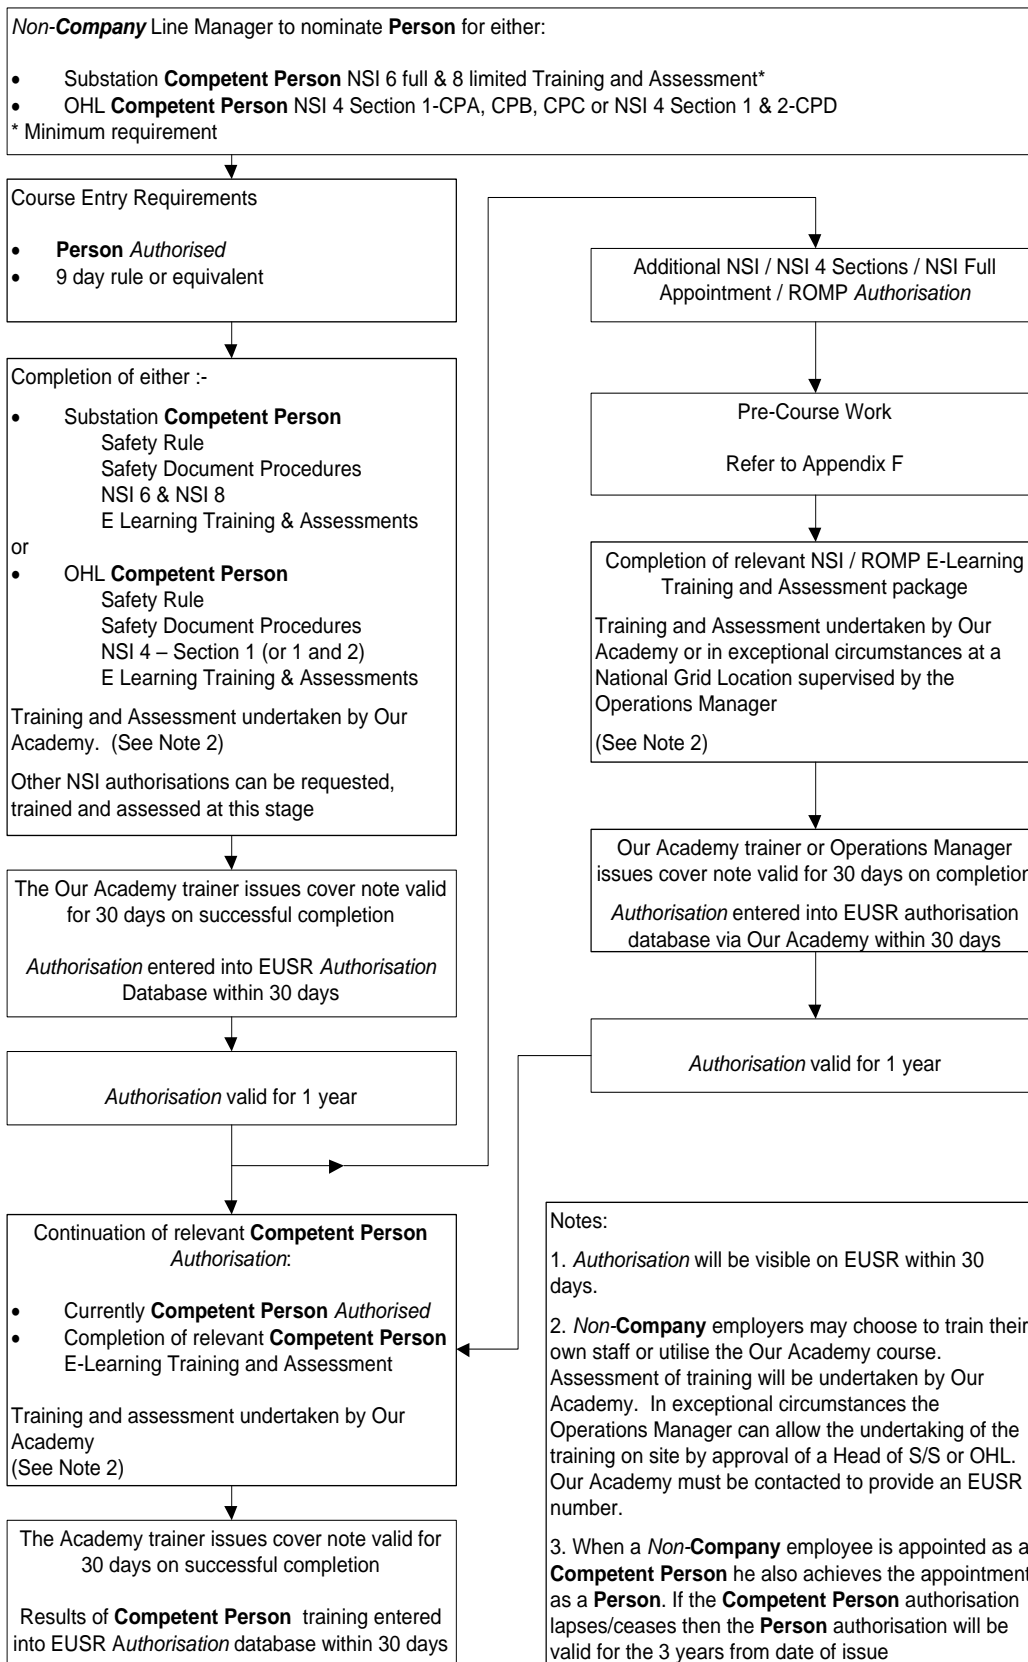 Non-Company Line Manager to nominate Person for either:
• Substation Competent Person NSI 6 full & 8 limited Training and Assessment*
• OHL Competent Person NSI 4 Section 1-CPA, CPB, CPC or NSI 4 Section 1 & 2-CPD
* Minimum requirement
Course Entry Requirements
• Person Authorised
• 9 day rule or equivalent
Completion of either :-
• Substation Competent Person
Safety Rule
Safety Document Procedures
NSI 6 & NSI 8
E Learning Training & Assessments
or
• OHL Competent Person
Safety Rule
Safety Document Procedures
NSI 4 – Section 1 (or 1 and 2)
E Learning Training & Assessments
Training and Assessment undertaken by Our
Academy. (See Note 2)
Other NSI authorisations can be requested,
trained and assessed at this stage
The Our Academy trainer issues cover note valid
for 30 days on successful completion
Authorisation entered into EUSR Authorisation
Database within 30 days
Authorisation valid for 1 year
Additional NSI / NSI 4 Sections / NSI Full
Appointment / ROMP Authorisation
Pre-Course Work
Refer to Appendix F
Completion of relevant NSI / ROMP E-Learning
Training and Assessment package
Training and Assessment undertaken by Our
Academy or in exceptional circumstances at a
National Grid Location supervised by the
Operations Manager
(See Note 2)
Our Academy trainer or Operations Manager
issues cover note valid for 30 days on completion
Authorisation entered into EUSR authorisation
database via Our Academy within 30 days
Authorisation valid for 1 year
Continuation of relevant Competent Person
Authorisation:
• Currently Competent Person Authorised
• Completion of relevant Competent Person
E-Learning Training and Assessment
Training and assessment undertaken by Our
Academy
(See Note 2)
The Academy trainer issues cover note valid for
30 days on successful completion
Results of Competent Person training entered
into EUSR Authorisation database within 30 days
Notes:
1. Authorisation will be visible on EUSR within 30
days.
2. Non-Company employers may choose to train their
own staff or utilise the Our Academy course.
Assessment of training will be undertaken by Our
Academy. In exceptional circumstances the
Operations Manager can allow the undertaking of the
training on site by approval of a Head of S/S or OHL.
Our Academy must be contacted to provide an EUSR
number.
3. When a Non-Company employee is appointed as a
Competent Person he also achieves the appointment
as a Person. If the Competent Person authorisation
lapses/ceases then the Person authorisation will be
valid for the 3 years from date of issue